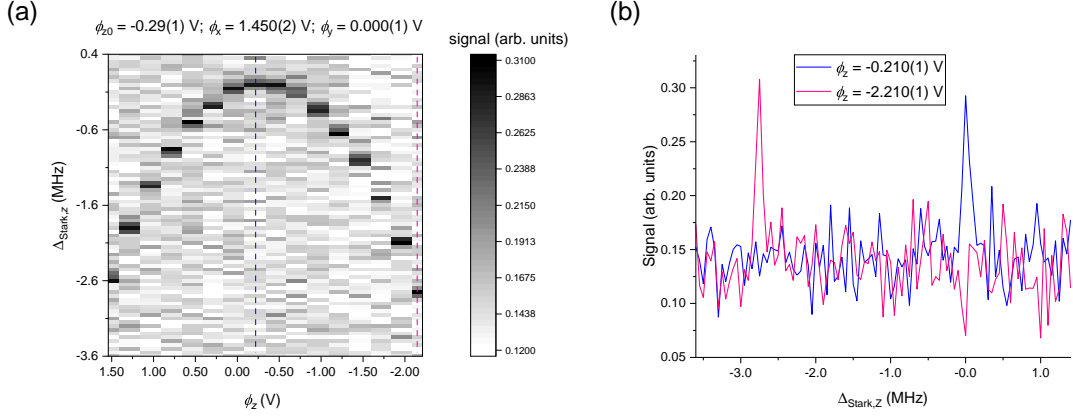 (a)
ϕz0 = -0.29(1) V; ϕx = 1.450(2) V; ϕy = 0.000(1) V
signal (arb. units)
0.4
-0.6
-1.6
-2.6
-3.6
ΔStark,z (MHz)
1.50 1.00 0.50 0.00 -0.50 -1.00 -1.50 -2.00
ϕz (V)
0.3100
0.2863
0.2625
0.2388
0.2150
0.1913
0.1675
0.1438
0.1200
(b)
ϕz = -0.210(1) V
ϕz = -2.210(1) V
0.30
0.25
0.20
0.15
0.10
0.05
Signal (arb. units)
-3.0 -2.0 -1.0 -0.0 1.0
ΔStark,Z (MHz)